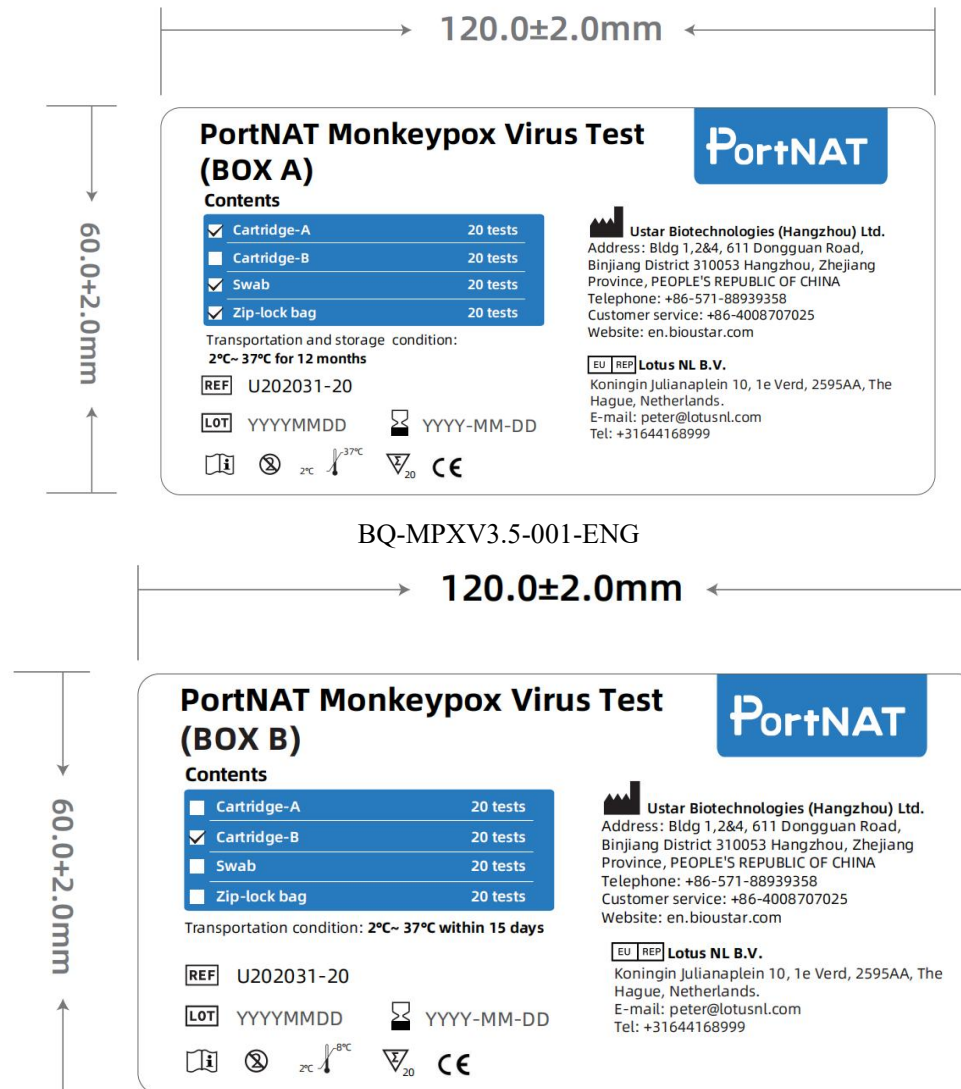 120.0±2.0mm
60.0+2.0mm
PortNAT Monkeypox Virus Test
(BOX A)
PortNAT
Contents
Cartridge-A 20 tests
Cartridge-B 20 tests
Swab 20 tests
Zip-lock bag 20 tests
Transportation and storage condition:
2℃~ 37℃ for 12 months
REF U202031-20
LOT YYYYMMDD YYYY-MM-DD
2℃ 37℃ Σ 20 CE
Ustar Biotechnologies (Hangzhou) Ltd.
Address: Bldg 1,2&4, 611 Dongguan Road,
Binjiang District 310053 Hangzhou, Zhejiang
Province, PEOPLE'S REPUBLIC OF CHINA
Telephone: +86-571-88939358
Customer service: +86-4008707025
Website: en.bioustar.com
EU REP Lotus NL B.V.
Koningin Julianaplein 10, 1e Verd, 2595AA, The
Hague, Netherlands.
E-mail: peter@lotusnl.com
Tel: +31644168999
BQ-MPXV3.5-001-ENG
120.0±2.0mm
60.0+2.0mm
PortNAT Monkeypox Virus Test
(BOX B)
PortNAT
Contents
Cartridge-A 20 tests
Cartridge-B 20 tests
Swab 20 tests
Zip-lock bag 20 tests
Transportation condition: 2℃~ 37℃ within 15 days
REF U202031-20
LOT YYYYMMDD YYYY-MM-DD
2℃ 8℃ Σ 20 CE
Ustar Biotechnologies (Hangzhou) Ltd.
Address: Bldg 1,2&4, 611 Dongguan Road,
Binjiang District 310053 Hangzhou, Zhejiang
Province, PEOPLE'S REPUBLIC OF CHINA
Telephone: +86-571-88939358
Customer service: +86-4008707025
Website: en.bioustar.com
EU REP Lotus NL B.V.
Koningin Julianaplein 10, 1e Verd, 2595AA, The
Hague, Netherlands.
E-mail: peter@lotusnl.com
Tel: +31644168999